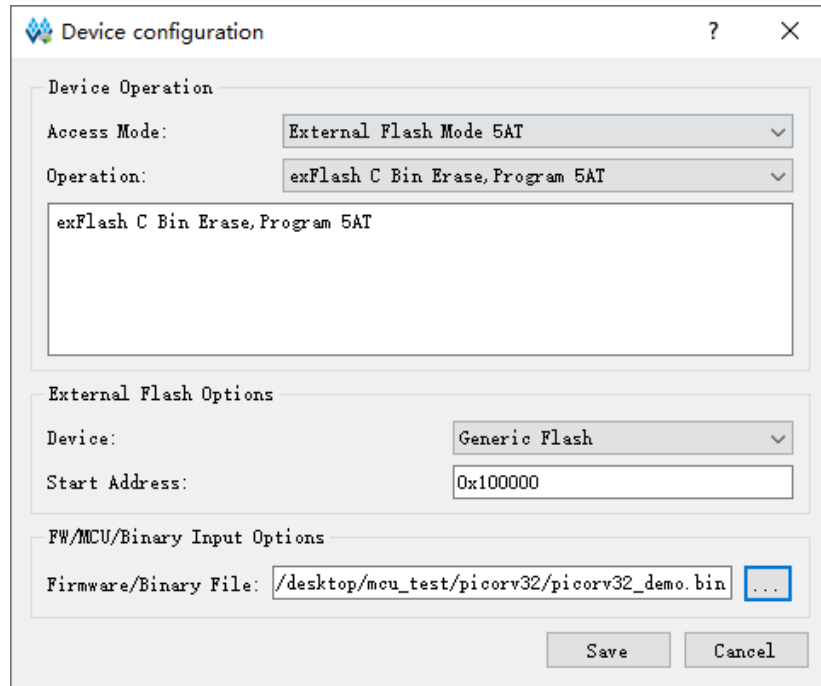 Device configuration ? ×
Device Operation
Access Mode: External Flash Mode 5AT
Operation: exFlash C Bin Erase,Program 5AT
exFlash C Bin Erase,Program 5AT
External Flash Options
Device: Generic Flash
Start Address: 0x100000
FW/MCU/Binary Input Options
Firmware/Binary File: /desktop/mcu_test/picorv32/picorv32_demo.bin ...
Save Cancel